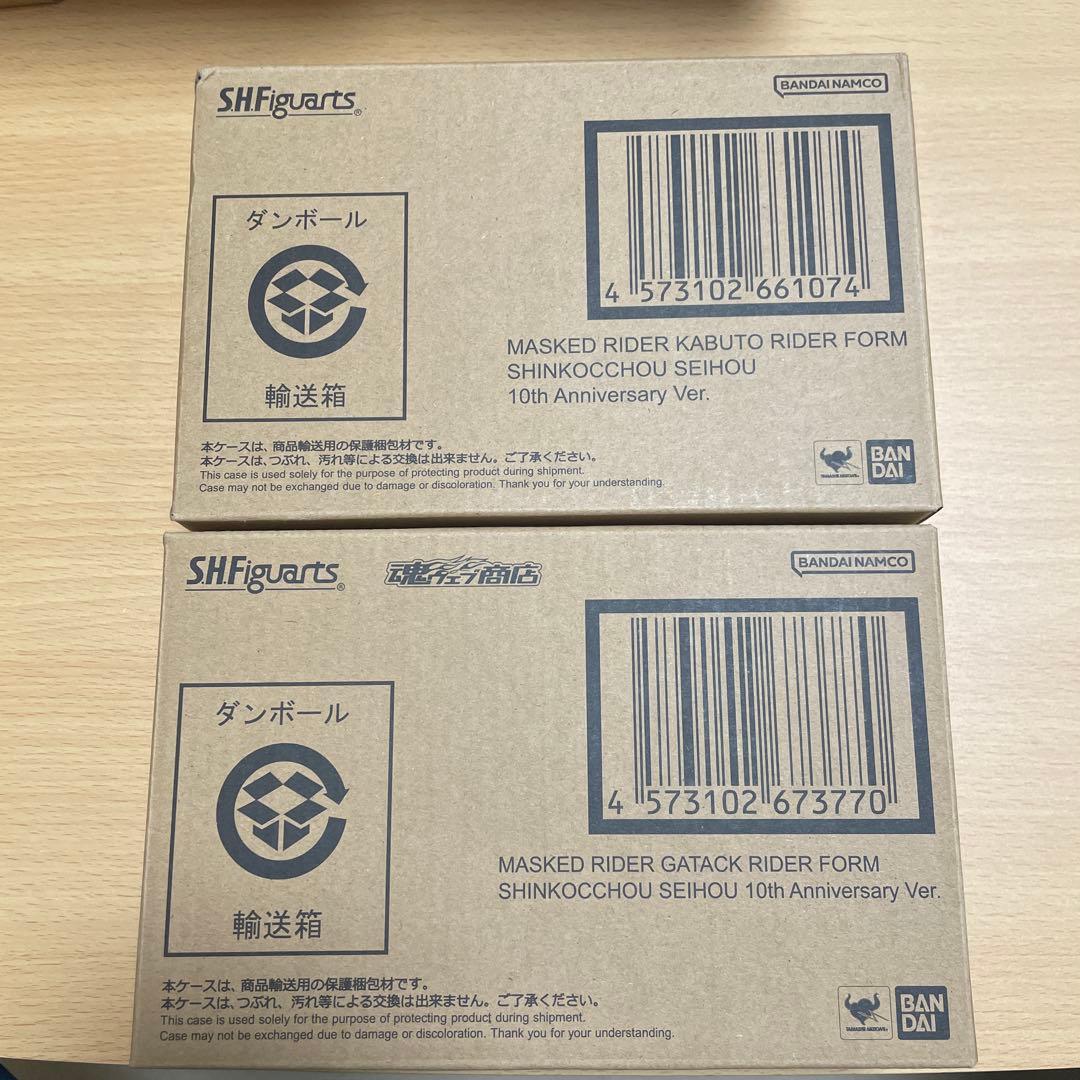 S.H.Figuarts®
BANDAI NAMCO
ダンボール
輸送箱
4 573102 661074
MASKED RIDER KABUTO RIDER FORM
SHINKOCCHOU SEIHOU
10th Anniversary Ver.
本ケースは、商品輸送用の保護梱包材です。
本ケースは、つぶれ、汚れ等による交換は出来ません。ご了承ください。
This case is used solely for the purpose of protecting product during shipment.
Case may not be exchanged due to damage or discoloration. Thank you for your understanding.
TAMASHII NATIONS
BAN
DAI
S.H.Figuarts®
魂ウェブ商店
BANDAI NAMCO
ダンボール
輸送箱
4 573102 673770
MASKED RIDER GATACK RIDER FORM
SHINKOCCHOU SEIHOU 10th Anniversary Ver.
本ケースは、商品輸送用の保護梱包材です。
本ケースは、つぶれ、汚れ等による交換は出来ません。ご了承ください。
This case is used solely for the purpose of protecting product during shipment.
Case may not be exchanged due to damage or discoloration. Thank you for your understanding.
TAMASHII NATIONS
BAN
DAI